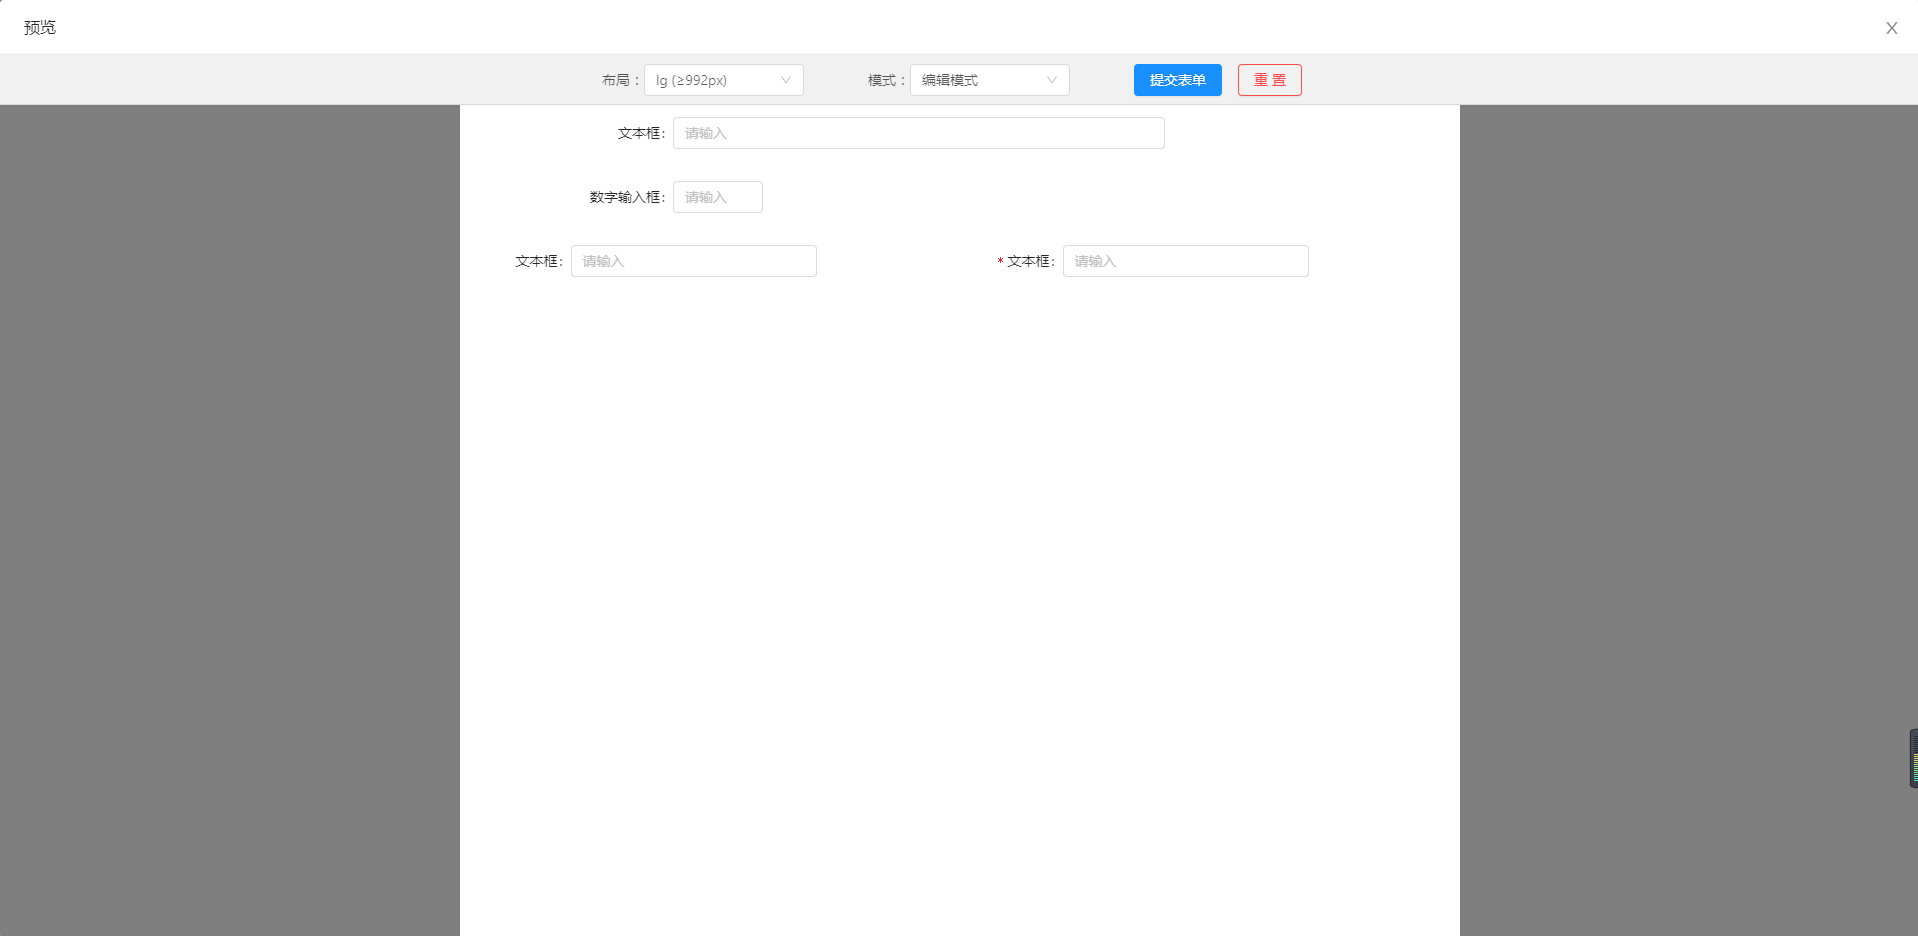 预览
X
布局： lg (≥992px) 模式： 编辑模式 提交表单 重 置
文本框: 请输入
数字输入框: 请输入
文本框: 请输入 * 文本框: 请输入